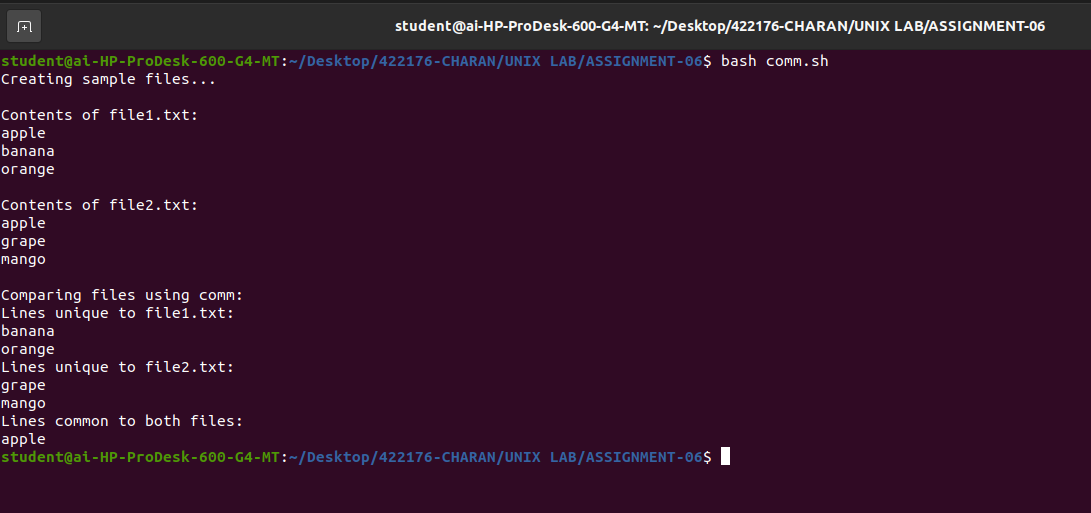 student@ai-HP-ProDesk-600-G4-MT: ~/Desktop/422176-CHARAN/UNIX LAB/ASSIGNMENT-06
student@ai-HP-ProDesk-600-G4-MT:~/Desktop/422176-CHARAN/UNIX LAB/ASSIGNMENT-06$ bash comm.sh
Creating sample files...

Contents of file1.txt:
apple
banana
orange

Contents of file2.txt:
apple
grape
mango

Comparing files using comm:
Lines unique to file1.txt:
banana
orange
Lines unique to file2.txt:
grape
mango
Lines common to both files:
apple
student@ai-HP-ProDesk-600-G4-MT:~/Desktop/422176-CHARAN/UNIX LAB/ASSIGNMENT-06$